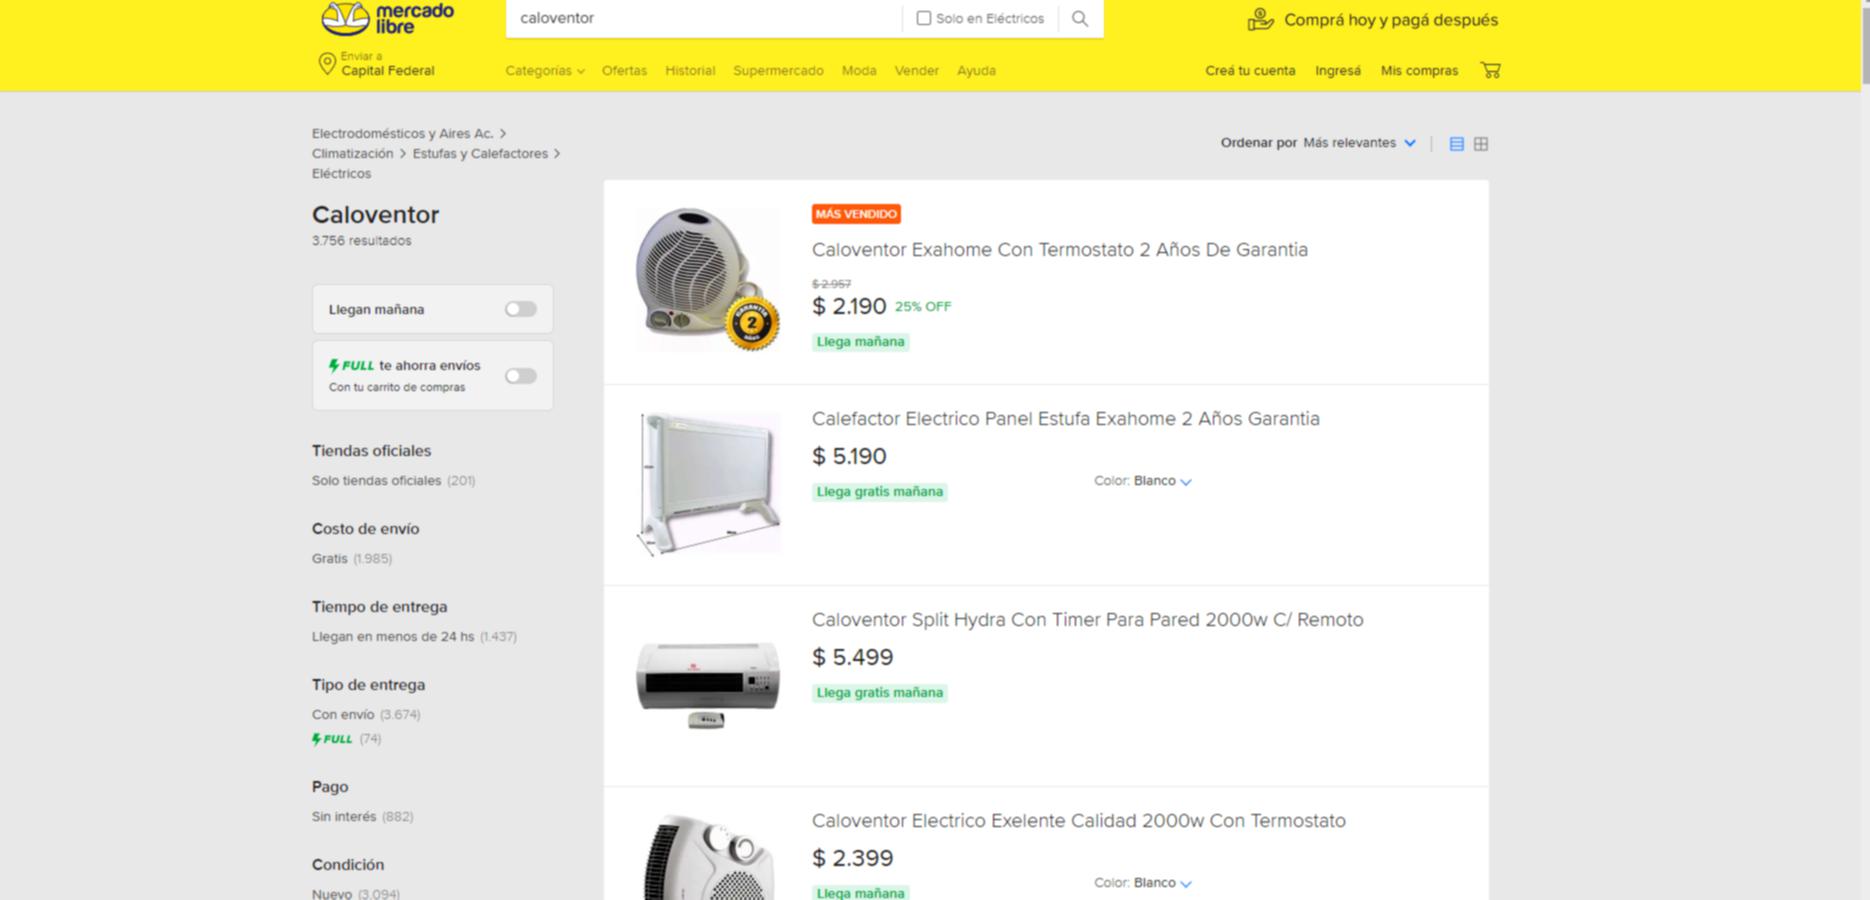 mercado
libre
caloventor
Solo en Eléctricos
Comprá hoy y pagá después
Enviar a
Capital Federal
Categorías
Ofertas
Historial
Supermercado
Moda
Vender
Ayuda
Creá tu cuenta
Ingresá
Mis compras
Electrodomésticos y Aires Ac. >
Climatización > Estufas y Calefactores >
Eléctricos
Caloventor
3.756 resultados
Llegan mañana
FULL te ahorra envíos
Con tu carrito de compras
Tiendas oficiales
Solo tiendas oficiales (201)
Costo de envío
Gratis (1.985)
Tiempo de entrega
Llegan en menos de 24 hs (1.437)
Tipo de entrega
Con envío (3.674)
FULL (74)
Pago
Sin interés (882)
Condición
Nuevo (3.094)
Ordenar por Más relevantes
MÁS VENDIDO
Caloventor Exahome Con Termostato 2 Años De Garantia
$ 2.957
$ 2.190 25% OFF
Llega mañana
GARANTIA
2
AÑOS
Calefactor Electrico Panel Estufa Exahome 2 Años Garantia
$ 5.190
Llega gratis mañana
Color: Blanco
Caloventor Split Hydra Con Timer Para Pared 2000w C/ Remoto
$ 5.499
Llega gratis mañana
Caloventor Electrico Exelente Calidad 2000w Con Termostato
$ 2.399
Llega mañana
Color: Blanco